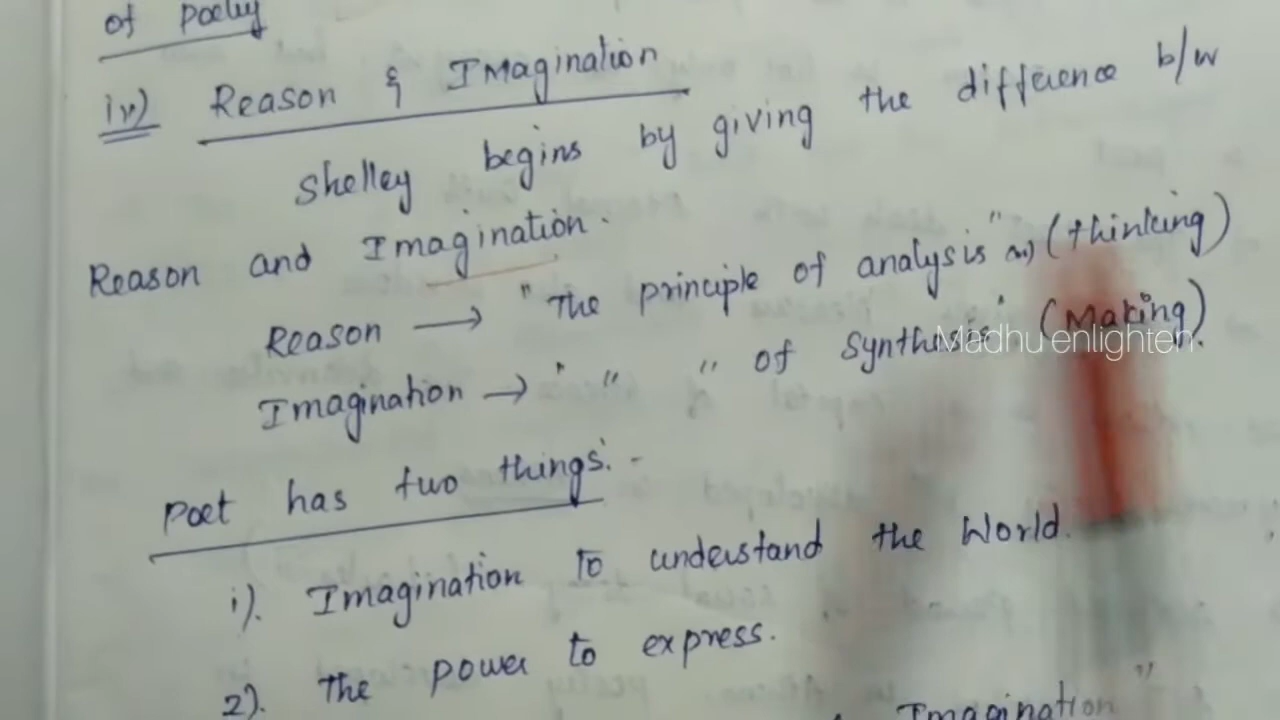 of Poetry
iv) Reason & Imagination
Shelley begins by giving the difference b/w
Reason and Imagination.
Reason → "The principle of analysis" (thinking)
Imagination → " " " of synthesis" (Making).
Poet has two things:-
i). Imagination to understand the World.
2). The power to express.
Imagination"
Madhu enlighten